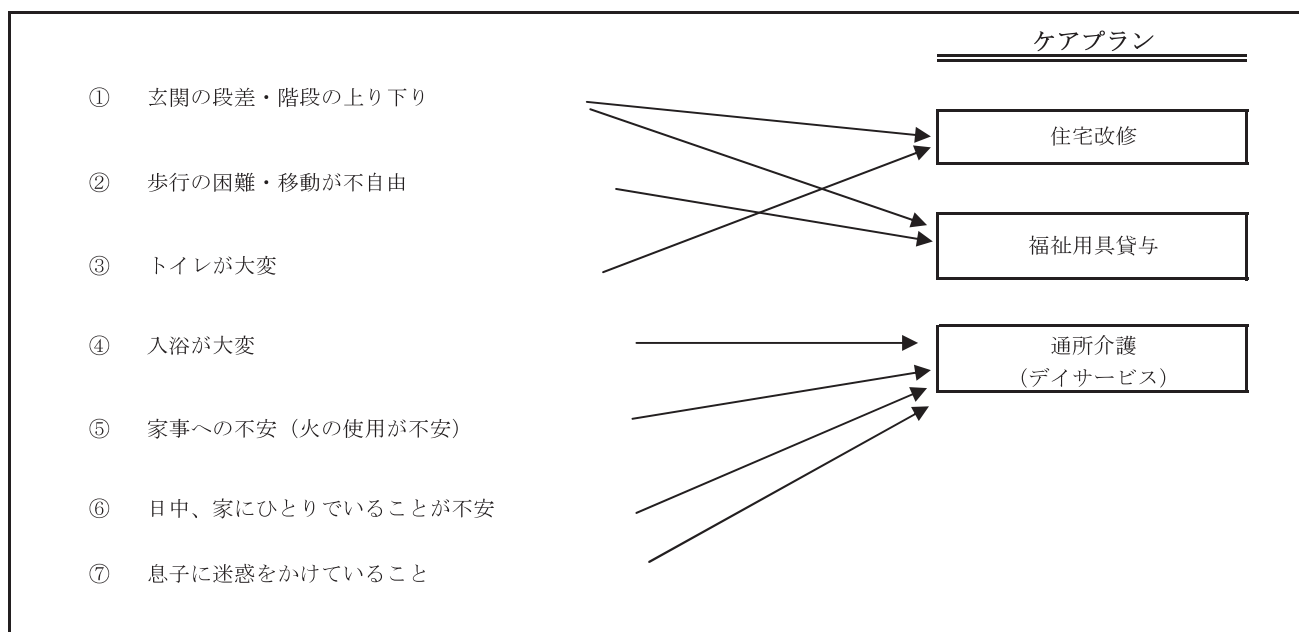 ケアプラン
① 玄関の段差・階段の上り下り
住宅改修
② 歩行の困難・移動が不自由
福祉用具貸与
③ トイレが大変
④ 入浴が大変
通所介護
(デイサービス)
⑤ 家事への不安(火の使用が不安)
⑥ 日中、家にひとりでいることが不安
⑦ 息子に迷惑をかけていること